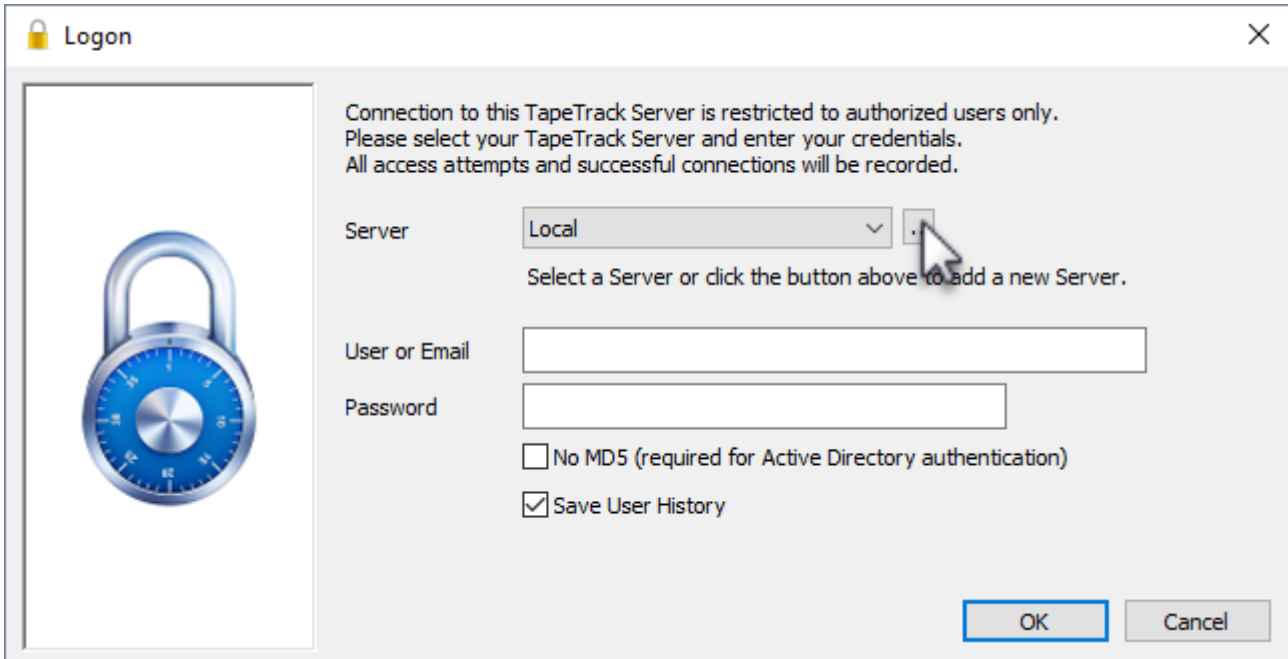 Logon
Connection to this TapeTrack Server is restricted to authorized users only.
Please select your TapeTrack Server and enter your credentials.
All access attempts and successful connections will be recorded.
Server Local
Select a Server or click the button above to add a new Server.
User or Email
Password
No MD5 (required for Active Directory authentication)
Save User History
OK Cancel